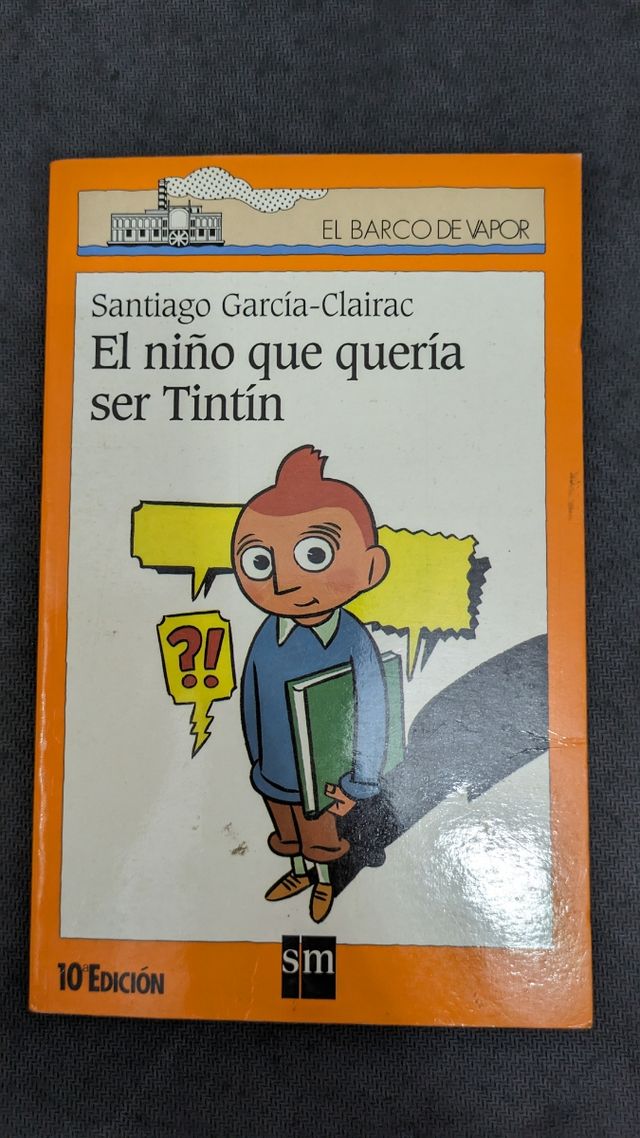 EL BARCO DE VAPOR
Santiago García-Clairac
El niño que quería
ser Tintín
?!
10ª EDICIÓN
sm